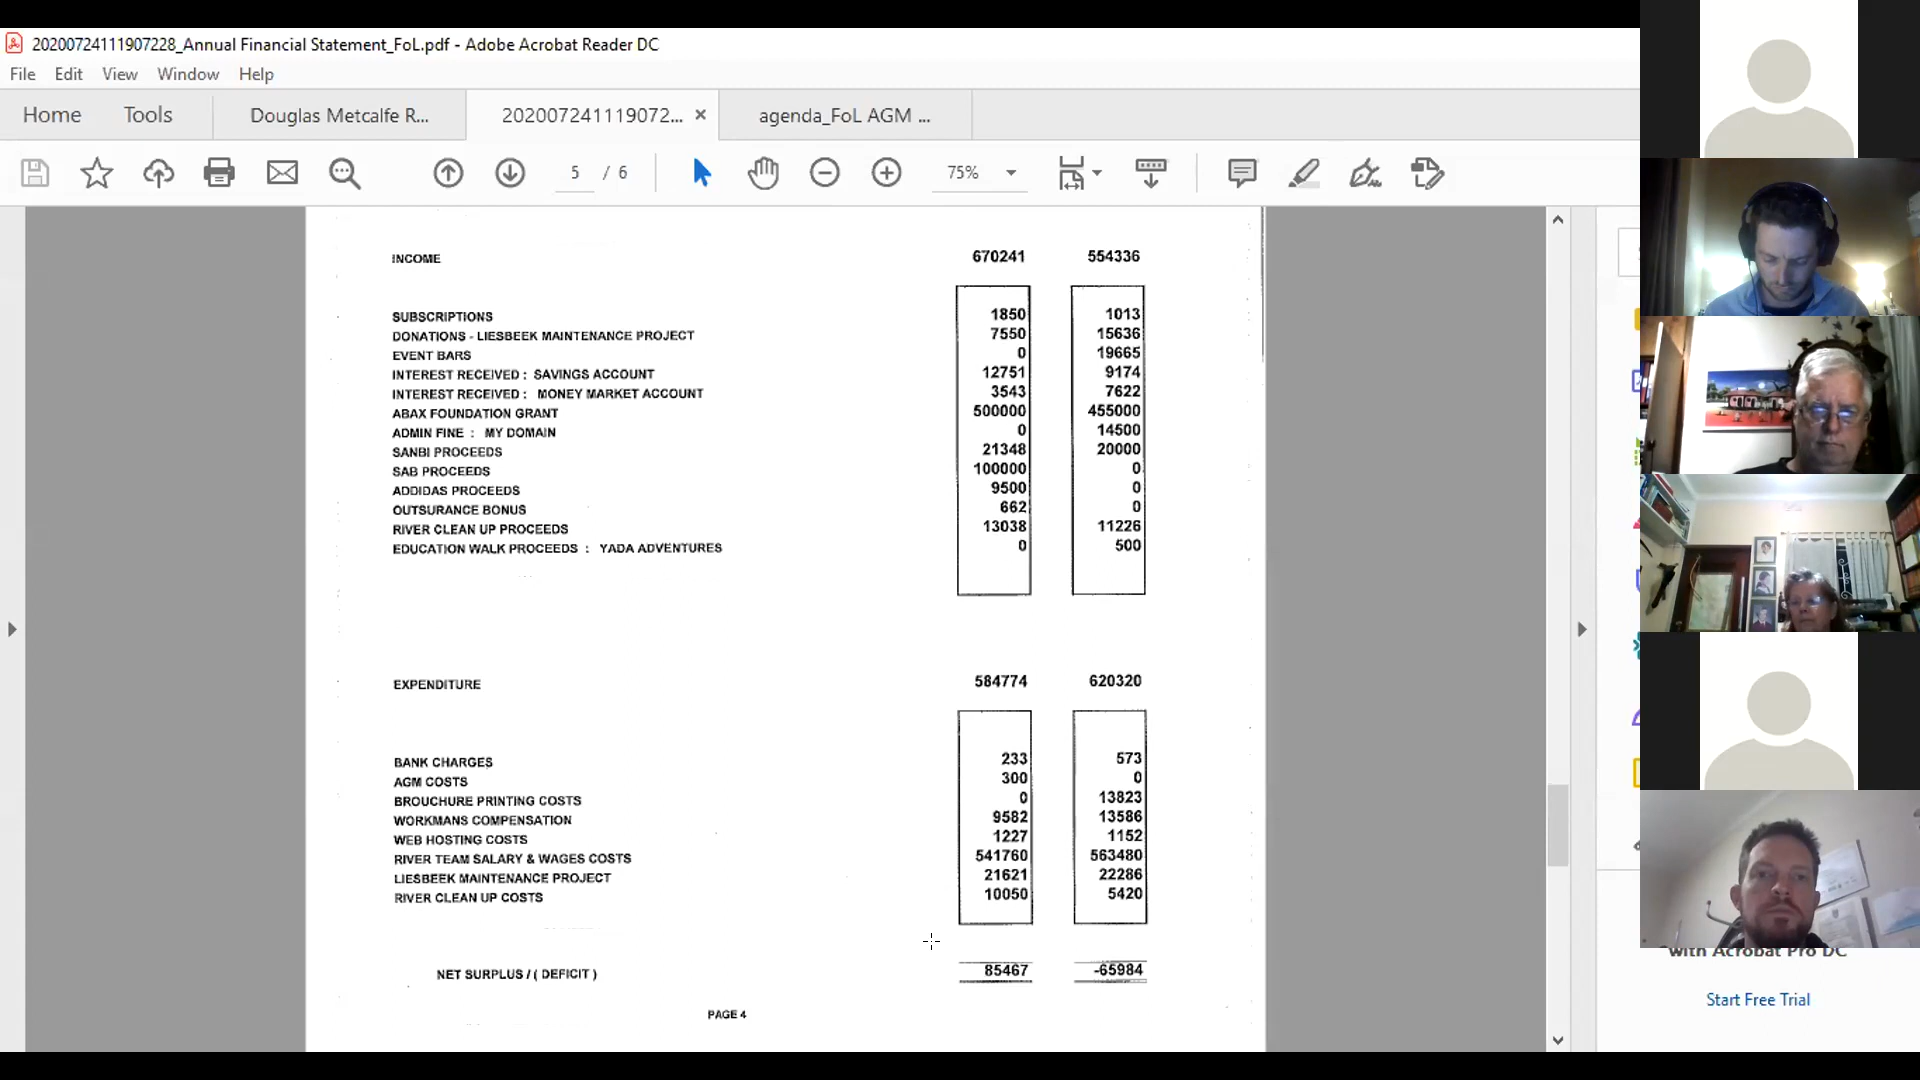 20200724111907228_Annual Financial Statement_FoL.pdf - Adobe Acrobat Reader DC
File Edit View Window Help
Home Tools Douglas Metcalfe R... 20200724111907​2... × agenda_FoL AGM ...
5 / 6 75%
INCOME 670241 554336
SUBSCRIPTIONS 1850 1013
DONATIONS - LIESBEEK MAINTENANCE PROJECT 7550 15636
EVENT BARS 0 19665
INTEREST RECEIVED : SAVINGS ACCOUNT 12751 9174
INTEREST RECEIVED : MONEY MARKET ACCOUNT 3543 7622
ABAX FOUNDATION GRANT 500000 455000
ADMIN FINE : MY DOMAIN 0 14500
SANBI PROCEEDS 21348 20000
SAB PROCEEDS 100000 0
ADDIDAS PROCEEDS 9500 0
OUTSURANCE BONUS 662 0
RIVER CLEAN UP PROCEEDS 13038 11226
EDUCATION WALK PROCEEDS : YADA ADVENTURES 0 500
EXPENDITURE 584774 620320
BANK CHARGES 233 573
AGM COSTS 300 0
BROUCHURE PRINTING COSTS 0 13823
WORKMANS COMPENSATION 9582 13586
WEB HOSTING COSTS 1227 1152
RIVER TEAM SALARY & WAGES COSTS 541760 563480
LIESBEEK MAINTENANCE PROJECT 21621 22286
RIVER CLEAN UP COSTS 10050 5420
NET SURPLUS / ( DEFICIT ) 85467 -65984
PAGE 4
with Acrobat Pro DC
Start Free Trial